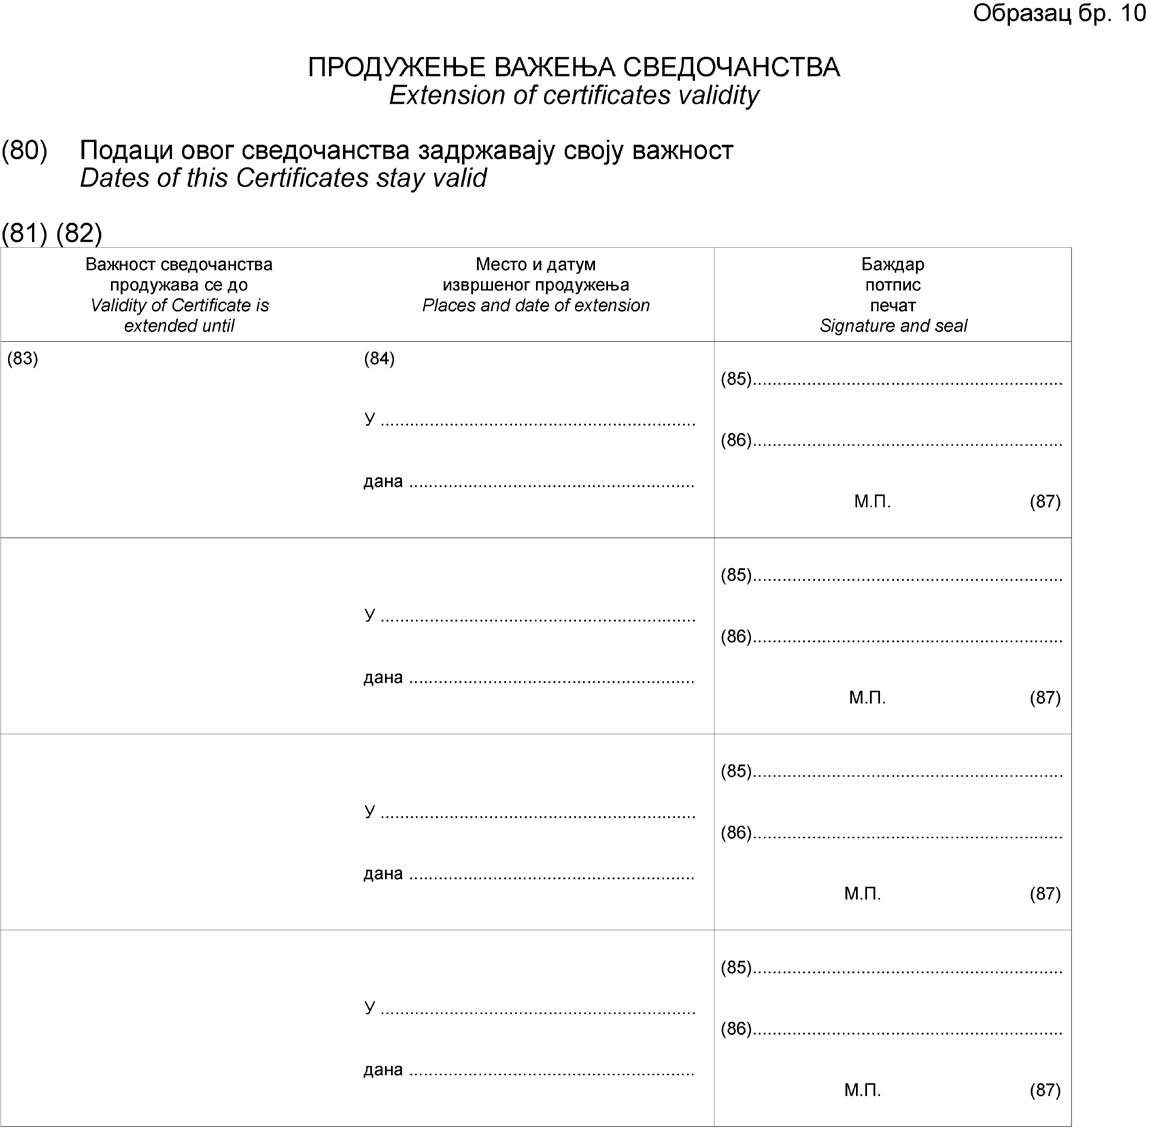 Образац бр. 10
ПРОДУЖЕЊЕ ВАЖЕЊА СВЕДОЧАНСТВА
Extension of certificates validity
(80) Подаци овог сведочанства задржавају своју важност
Dates of this Certificates stay valid
(81) (82)
Важност сведочанства
продужава се до
Validity of Certificate is
extended until
Место и датум
извршеног продужења
Places and date of extension
Баждар
потпис
печат
Signature and seal
(83)
(84)
У ................................................................
дана ..........................................................
(85)...............................................................
(86)...............................................................
М.П. (87)
У ................................................................
дана ..........................................................
(85)...............................................................
(86)...............................................................
М.П. (87)
У ................................................................
дана ..........................................................
(85)...............................................................
(86)...............................................................
М.П. (87)
У ................................................................
дана ..........................................................
(85)...............................................................
(86)...............................................................
М.П. (87)